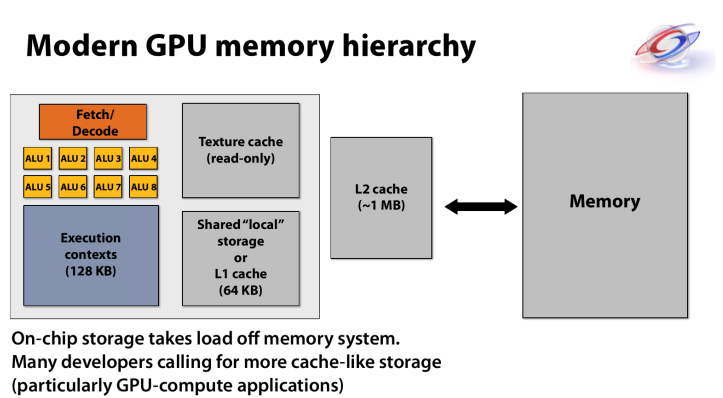 Modern GPU memory hierarchy
Fetch/
Decode
ALU 1 ALU 2 ALU 3 ALU 4
ALU 5 ALU 6 ALU 7 ALU 8
Execution
contexts
(128 KB)
Texture cache
(read-only)
Shared “local”
storage
or
L1 cache
(64 KB)
L2 cache
(~1 MB)
Memory
On-chip storage takes load off memory system.
Many developers calling for more cache-like storage
(particularly GPU-compute applications)